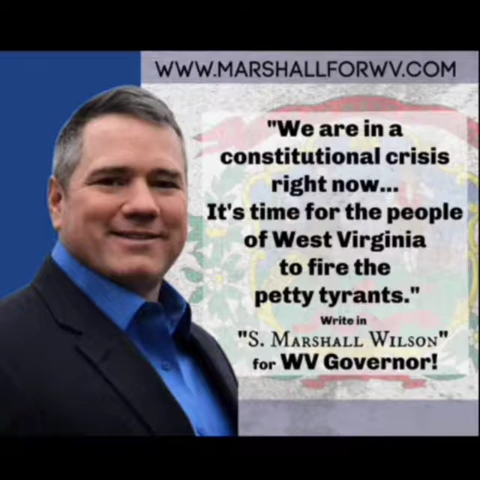 WWW.MARSHALLFORWV.COM
"We are in a
constitutional crisis
right now...
It's time for the people
of West Virginia
to fire the
petty tyrants."
Write in
"S. Marshall Wilson"
for WV Governor!